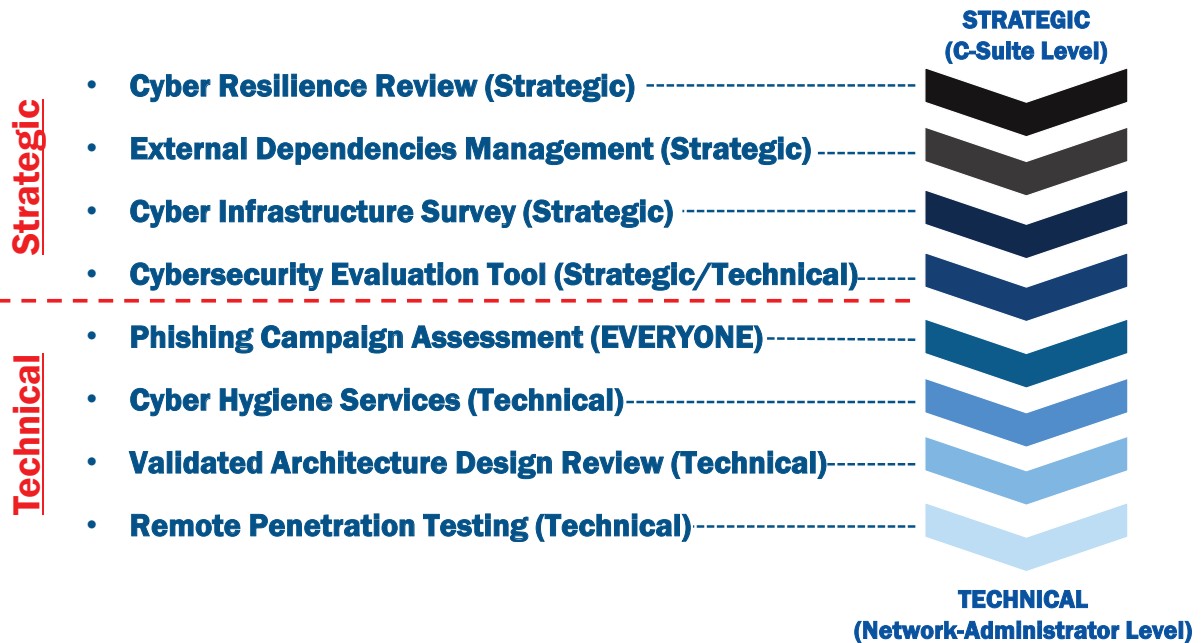 STRATEGIC
(C-Suite Level)
Strategic
• Cyber Resilience Review (Strategic)
• External Dependencies Management (Strategic)
• Cyber Infrastructure Survey (Strategic)
• Cybersecurity Evaluation Tool (Strategic/Technical)
Technical
• Phishing Campaign Assessment (EVERYONE)
• Cyber Hygiene Services (Technical)
• Validated Architecture Design Review (Technical)
• Remote Penetration Testing (Technical)
TECHNICAL
(Network-Administrator Level)